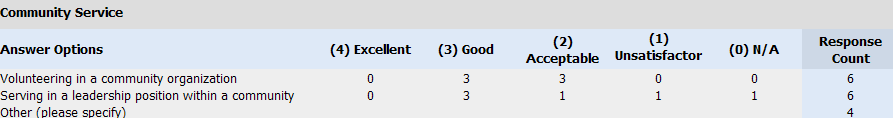 Community Service
Answer Options (4) Excellent (3) Good (2) Acceptable (1) Unsatisfactor (0) N/A Response Count
Volunteering in a community organization 0 3 3 0 0 6
Serving in a leadership position within a community 0 3 1 1 1 6
Other (please specify) 4